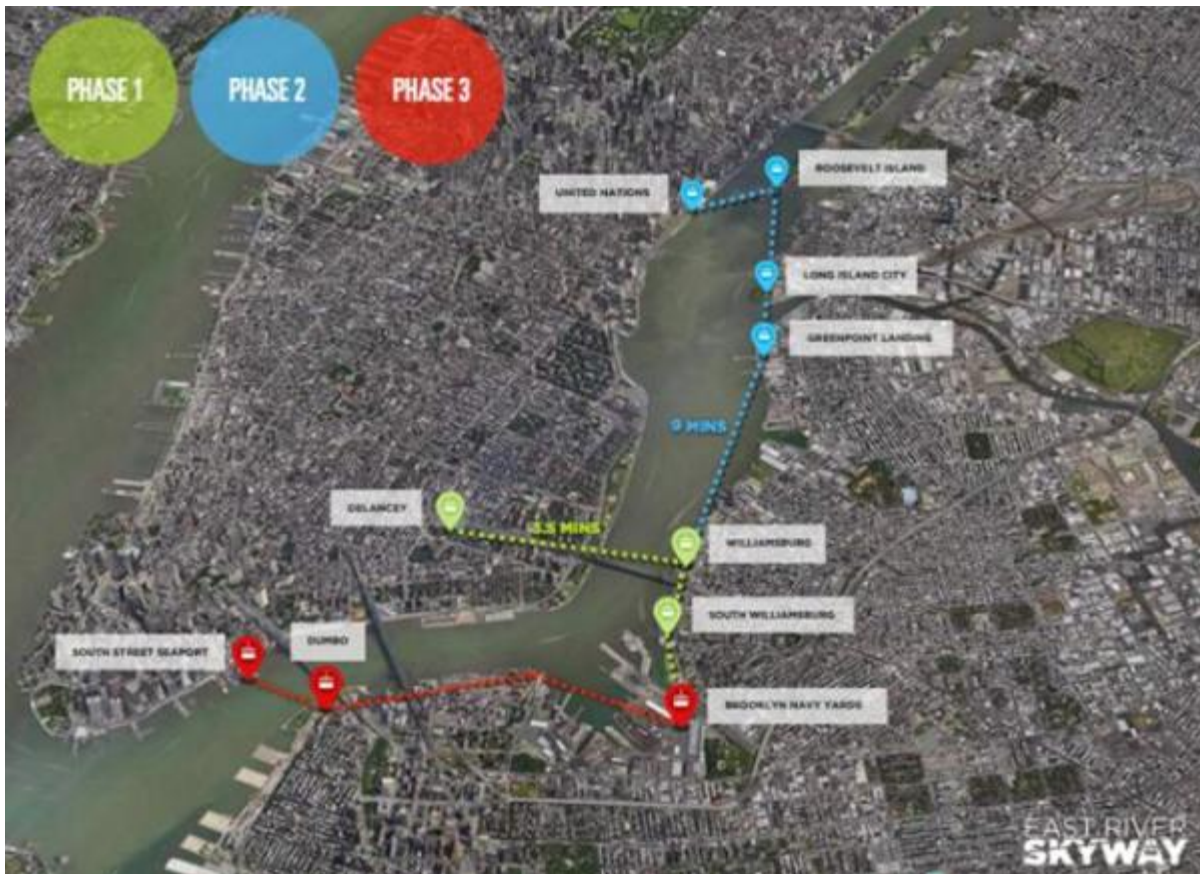 PHASE 1
PHASE 2
PHASE 3
ROOSEVELT ISLAND
UNITED NATIONS
LONG ISLAND CITY
GREENPOINT LANDING
9 MINS
DELANCEY
3.5 MINS
WILLIAMSBURG
SOUTH WILLIAMSBURG
DUMBO
SOUTH STREET SEAPORT
BROOKLYN NAVY YARDS
EAST RIVER
SKYWAY